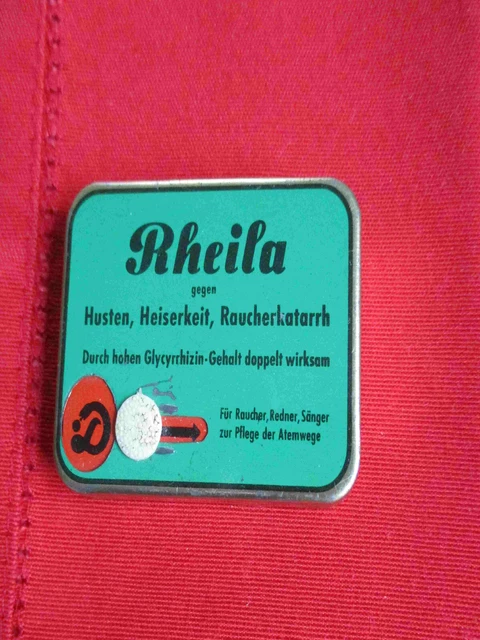 Rheila
gegen
Husten, Heiserkeit, Raucherkatarrh
Durch hohen Glycyrrhizin-Gehalt doppelt wirksam
Für Raucher, Redner, Sänger
zur Pflege der Atemwege